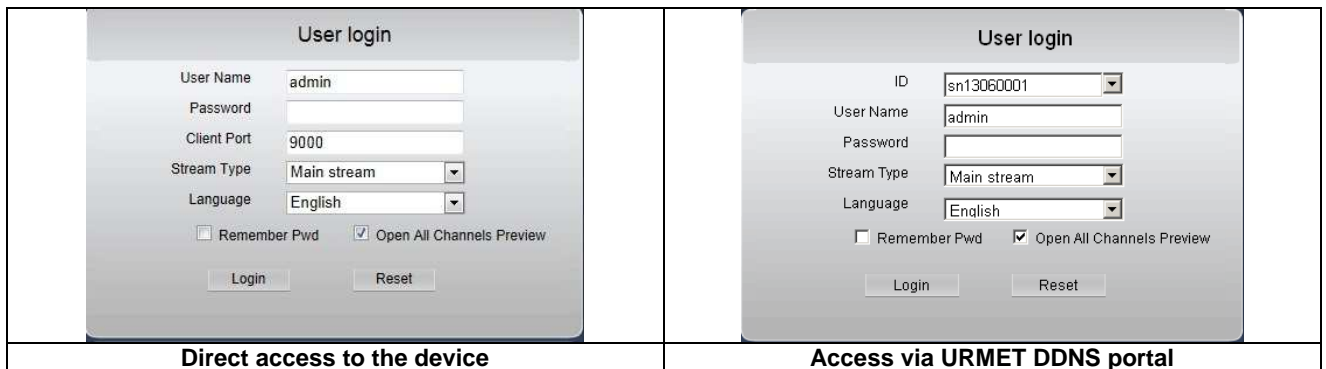 User login
User Name
admin
Password
Client Port
9000
Stream Type
Main stream
Language
English
Remember Pwd
Open All Channels Preview
Login
Reset
Direct access to the device
User login
ID
sn13060001
User Name
admin
Password
Stream Type
Main stream
Language
English
Remember Pwd
Open All Channels Preview
Login
Reset
Access via URMET DDNS portal